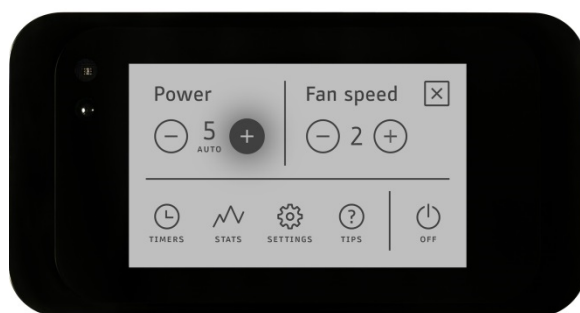 Power
Fan speed
5
AUTO
2
TIMERS
STATS
SETTINGS
TIPS
OFF